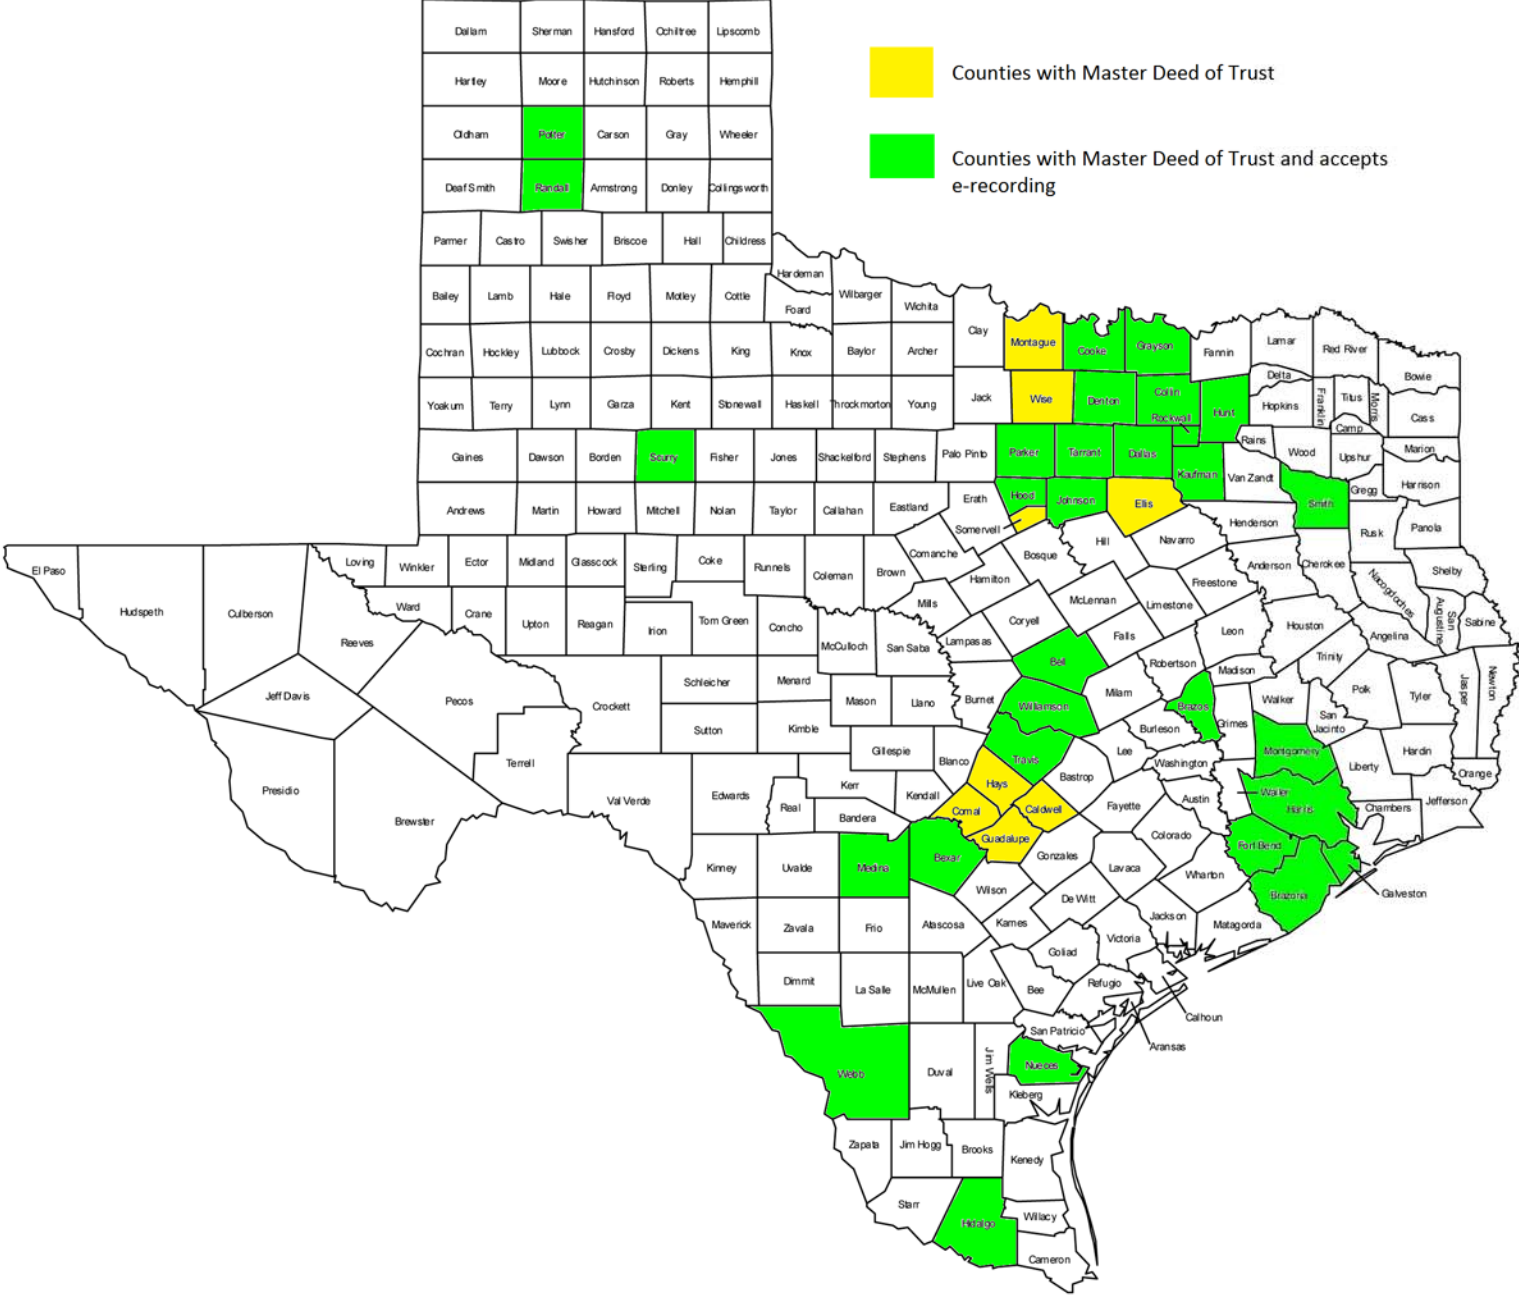 Dallam
Sherman
Hansford
Ochiltree
Lipscomb
Counties with Master Deed of Trust
Hartley
Moore
Hutchinson
Roberts
Hemphill
Oldham
Potter
Carson
Gray
Wheeler
Counties with Master Deed of Trust and accepts
e-recording
Deaf Smith
Randall
Armstrong
Donley
Collingsworth
Parmer
Castro
Swisher
Briscoe
Hall
Childress
Hardeman
Bailey
Lamb
Hale
Floyd
Motley
Cottle
Foard
Wilbarger
Wichita
Clay
Montague
Cooke
Grayson
Fannin
Lamar
Red River
Bowie
Cochran
Hockley
Lubbock
Crosby
Dickens
King
Knox
Baylor
Archer
Delta
Yoakum
Terry
Lynn
Garza
Kent
Stonewall
Haskell
Throckmorton
Young
Jack
Wise
Denton
Collin
Rockwall
Hunt
Hopkins
Franklin
Titus
Morris
Camp
Cass
Gaines
Dawson
Borden
Scurry
Fisher
Jones
Shackelford
Stephens
Palo Pinto
Parker
Tarrant
Dallas
Kaufman
Rains
Van Zandt
Wood
Upshur
Marion
Gregg
Harrison
Andrews
Martin
Howard
Mitchell
Nolan
Taylor
Callahan
Eastland
Erath
Hood
Somervell
Johnson
Ellis
Henderson
Smith
Rusk
Panola
El Paso
Hudspeth
Culberson
Loving
Winkler
Ector
Midland
Glasscock
Sterling
Coke
Runnels
Coleman
Brown
Comanche
Hamilton
Bosque
Hill
Navarro
Freestone
Anderson
Cherokee
Nacogdoches
Shelby
Reeves
Ward
Crane
Upton
Reagan
Irion
Tom Green
Concho
McCulloch
San Saba
Mills
Lampasas
Coryell
McLennan
Limestone
Falls
Leon
Houston
Angelina
San
Augustine
Sabine
Jeff Davis
Pecos
Crockett
Schleicher
Menard
Mason
Llano
Burnet
Bell
Milam
Robertson
Madison
Trinity
Polk
Tyler
Jasper
Newton
Presidio
Brewster
Terrell
Sutton
Kimble
Gillespie
Blanco
Williamson
Travis
Lee
Burleson
Brazos
Grimes
Walker
San
Jacinto
Montgomery
Liberty
Hardin
Orange
Val Verde
Edwards
Real
Kerr
Kendall
Bandera
Hays
Comal
Caldwell
Guadalupe
Bastrop
Fayette
Washington
Austin
Waller
Harris
Chambers
Jefferson
Kinney
Uvalde
Medina
Bexar
Wilson
Gonzales
Lavaca
Colorado
Wharton
Fort Bend
Brazoria
Galveston
Maverick
Zavala
Frio
Atascosa
Karnes
De Witt
Jackson
Matagorda
Victoria
Goliad
Dimmit
La Salle
McMullen
Live Oak
Bee
Refugio
Calhoun
Aransas
San Patricio
Webb
Duval
Jim Wells
Nueces
Kleberg
Zapata
Jim Hogg
Brooks
Kenedy
Starr
Hidalgo
Willacy
Cameron